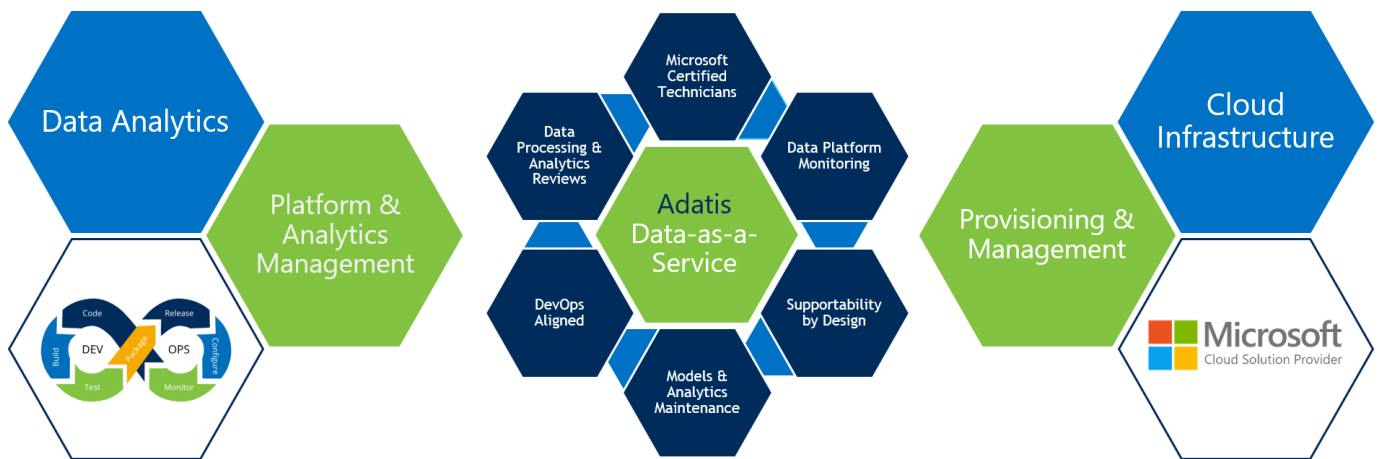 Data Analytics
Platform &
Analytics
Management
Code
Release
Build
DEV
Package
OPS
Configure
Test
Monitor
Microsoft
Certified
Technicians
Data
Processing &
Analytics
Reviews
Data Platform
Monitoring
Adatis
Data-as-a-
Service
DevOps
Aligned
Supportability
by Design
Models &
Analytics
Maintenance
Cloud
Infrastructure
Provisioning &
Management
Microsoft
Cloud Solution Provider